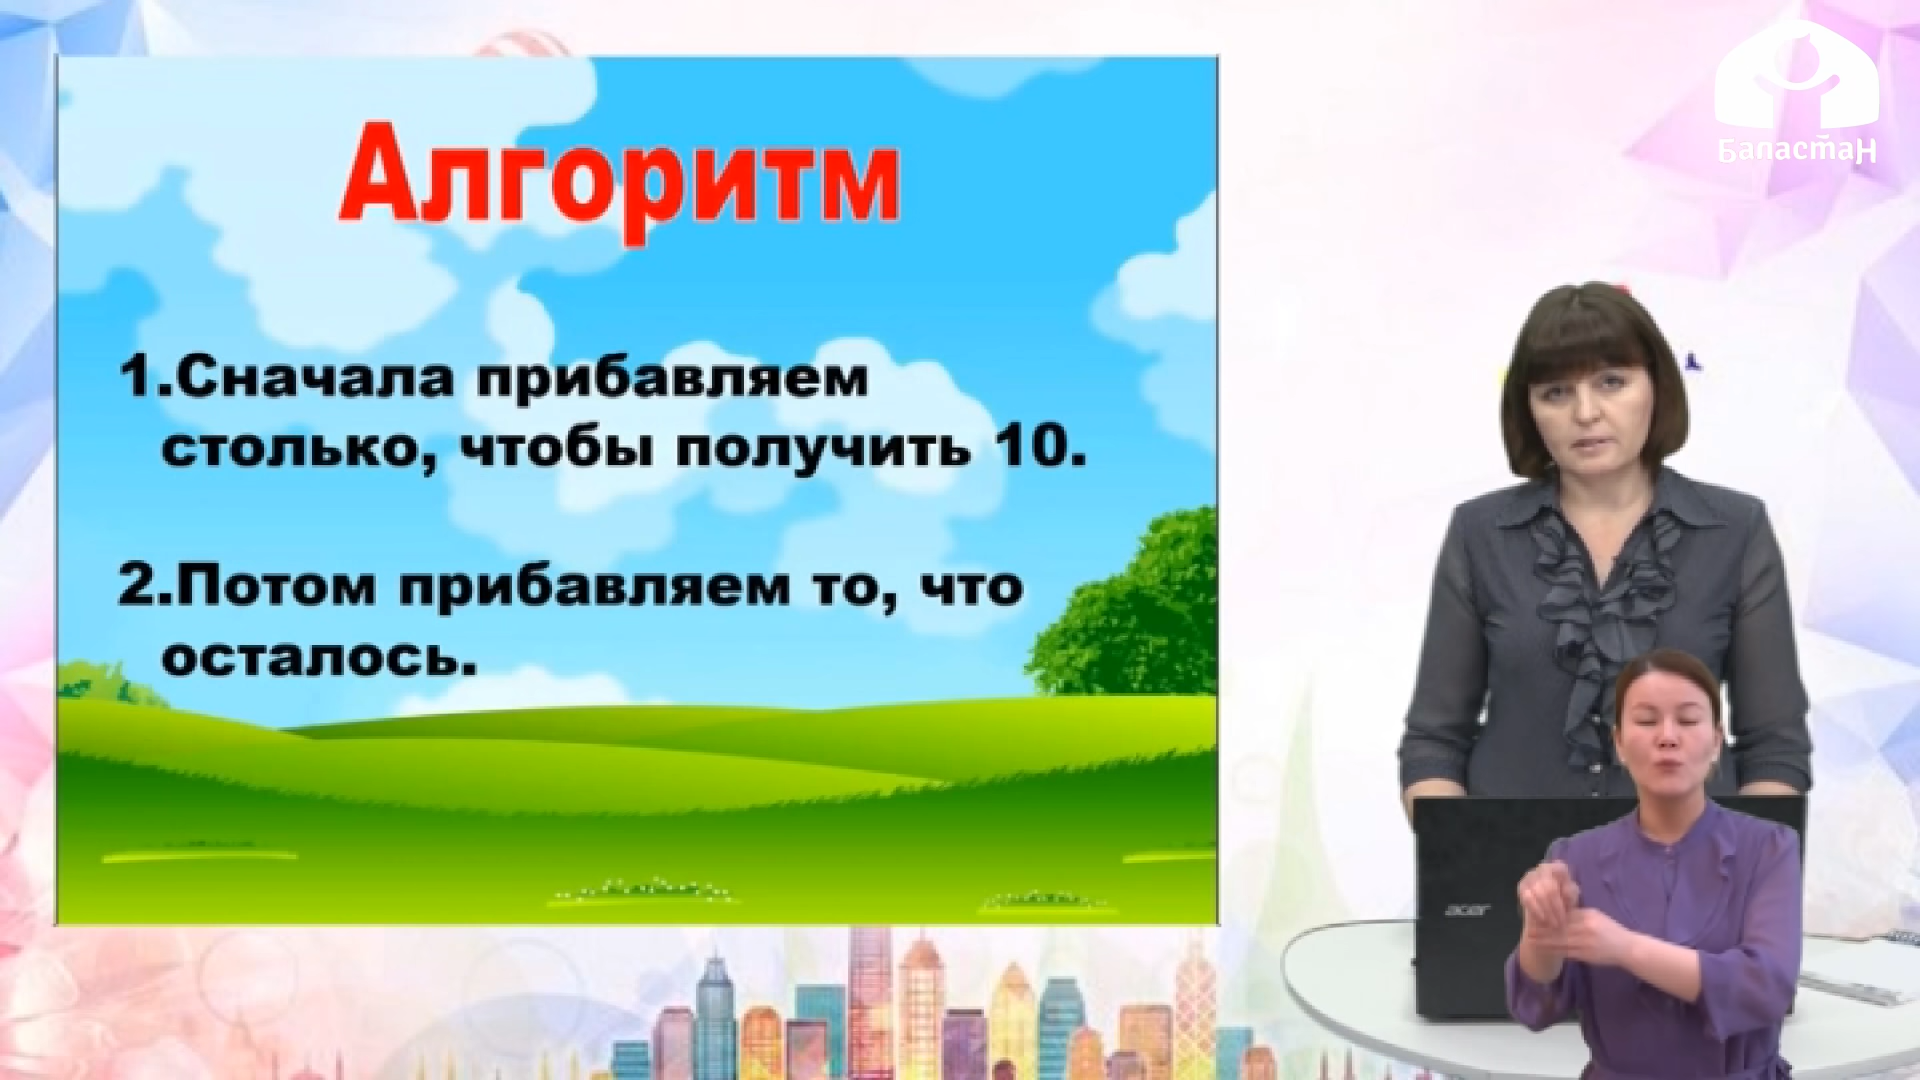 Баластан
Алгоритм
1.Сначала прибавляем
столько, чтобы получить 10.
2.Потом прибавляем то, что
осталось.
acer